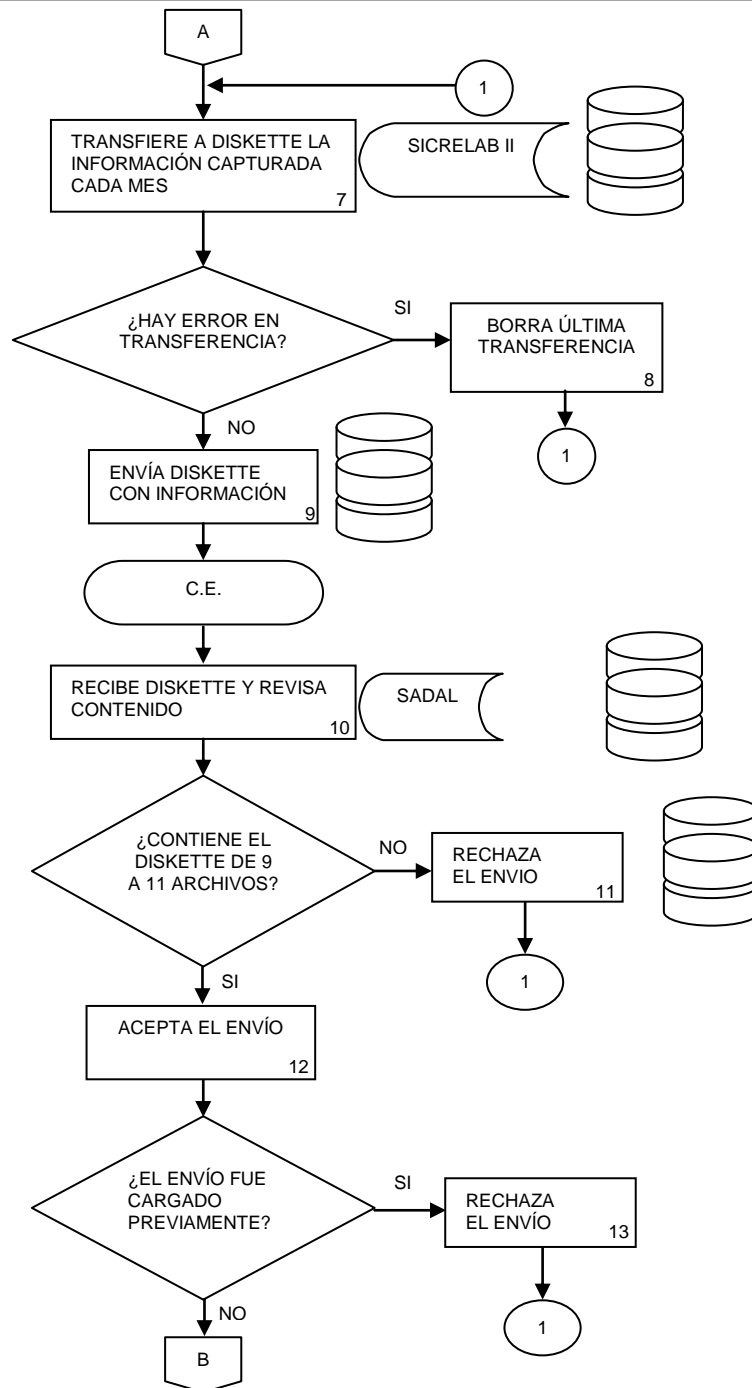 A
1
TRANSFIERE A DISKETTE LA
INFORMACIÓN CAPTURADA
CADA MES
7
SICRELAB II
¿HAY ERROR EN
TRANSFERENCIA?
SI
BORRA ÚLTIMA
TRANSFERENCIA
8
1
NO
ENVÍA DISKETTE
CON INFORMACIÓN
9
C.E.
RECIBE DISKETTE Y REVISA
CONTENIDO
10
SADAL
¿CONTIENE EL
DISKETTE DE 9
A 11 ARCHIVOS?
NO
RECHAZA
EL ENVIO
11
1
SI
ACEPTA EL ENVÍO
12
¿EL ENVÍO FUE
CARGADO
PREVIAMENTE?
SI
RECHAZA
EL ENVÍO
13
1
NO
B